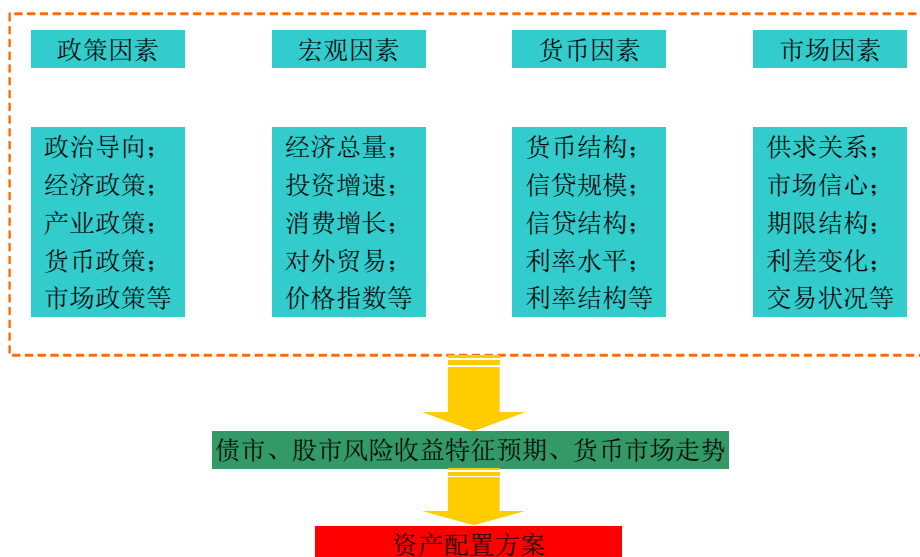 政策因素
宏观因素
货币因素
市场因素
政治导向；
经济政策；
产业政策；
货币政策；
市场政策等
经济总量；
投资增速；
消费增长；
对外贸易；
价格指数等
货币结构；
信贷规模；
信贷结构；
利率水平；
利率结构等
供求关系；
市场信心；
期限结构；
利差变化；
交易状况等
债市、股市风险收益特征预期、货币市场走势
资产配置方案